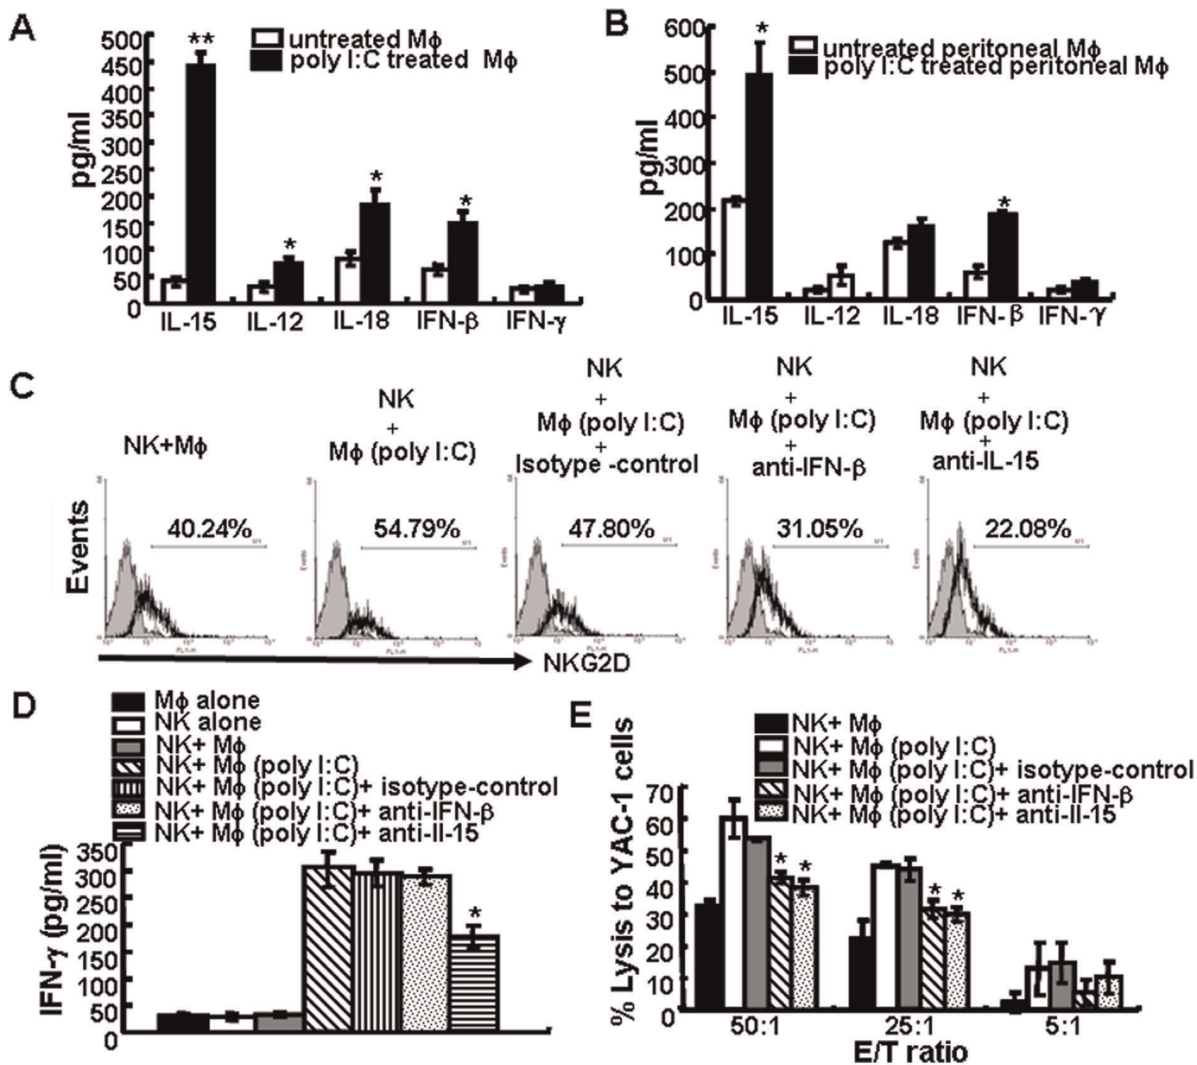 A
**
500
450
400
350
300
250
200
150
100
50
0
pg/ml
untreated Mϕ
poly I:C treated Mϕ
*
*
*
IL-15 IL-12 IL-18 IFN-β IFN-γ
B
*
600
500
400
300
200
100
0
pg/ml
untreated peritoneal Mϕ
poly I:C treated peritoneal Mϕ
*
IL-15 IL-12 IL-18 IFN-β IFN-γ
C
NK+Mϕ
NK
+
Mϕ (poly I:C)
NK
+
Mϕ (poly I:C)
+
Isotype -control
NK
+
Mϕ (poly I:C)
+
anti-IFN-β
NK
+
Mϕ (poly I:C)
+
anti-IL-15
Events
40.24%
54.79%
47.80%
31.05%
22.08%
NKG2D
D
Mϕ alone
NK alone
NK+ Mϕ
NK+ Mϕ (poly I:C)
NK+ Mϕ (poly I:C)+ isotype-control
NK+ Mϕ (poly I:C)+ anti-IFN-β
NK+ Mϕ (poly I:C)+ anti-Il-15
IFN-γ (pg/ml)
350
300
250
200
150
100
50
0
*
E
NK+ Mϕ
NK+ Mϕ (poly I:C)
NK+ Mϕ (poly I:C)+ isotype-control
NK+ Mϕ (poly I:C)+ anti-IFN-β
NK+ Mϕ (poly I:C)+ anti-Il-15
% Lysis to YAC-1 cells
70
60
50
40
30
20
10
0
* *
* *
50:1 25:1 5:1
E/T ratio